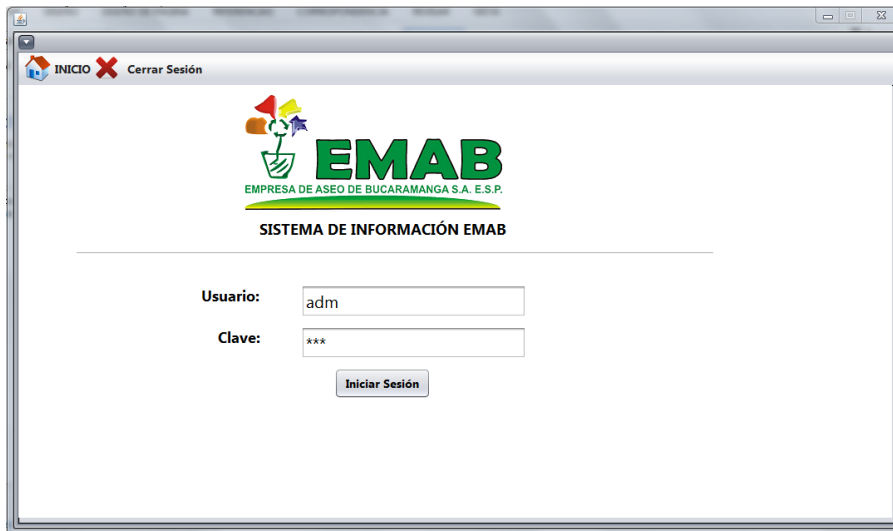 INICIO Cerrar Sesión
EMAB
EMPRESA DE ASEO DE BUCARAMANGA S.A. E.S.P.
SISTEMA DE INFORMACIÓN EMAB
Usuario: adm
Clave: ***
Iniciar Sesión